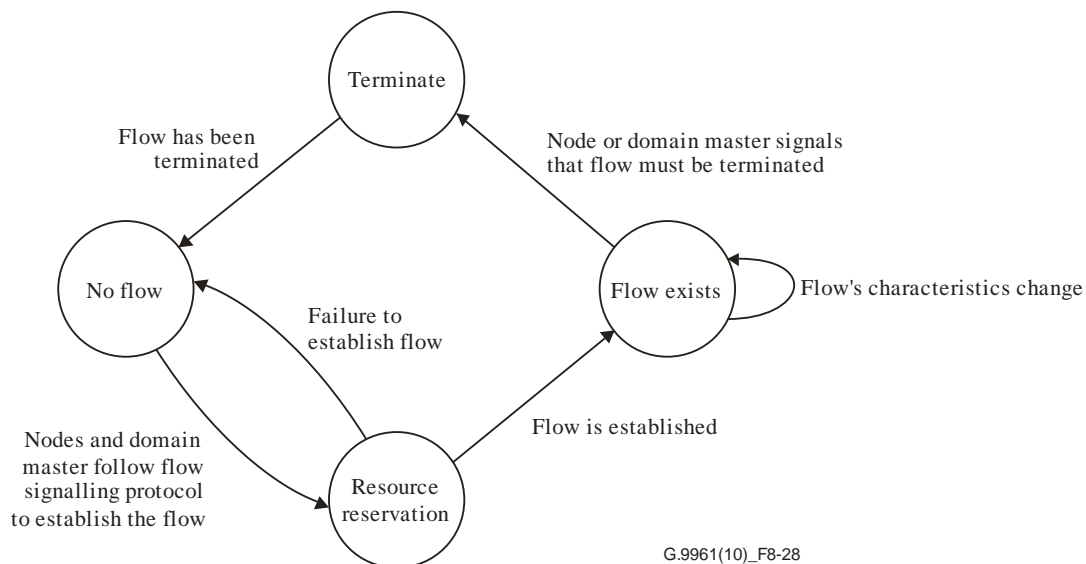 Terminate
Flow has been
terminated
Node or domain master signals
that flow must be terminated
No flow
Flow exists
Flow's characteristics change
Failure to
establish flow
Flow is established
Nodes and domain
master follow flow
signalling protocol
to establish the flow
Resource
reservation
G.9961(10)_F8-28